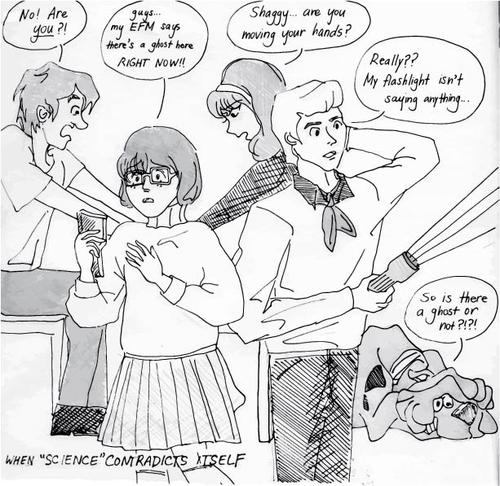 No! Are
you?!
guys...
my EFM says
there's a ghost here
RIGHT NOW!!
Shaggy... are you
moving your hands?
Really??
My flashlight isn't
saying anything...
So is there
a ghost or
not?!?!
WHEN "SCIENCE" CONTRADICTS ITSELF